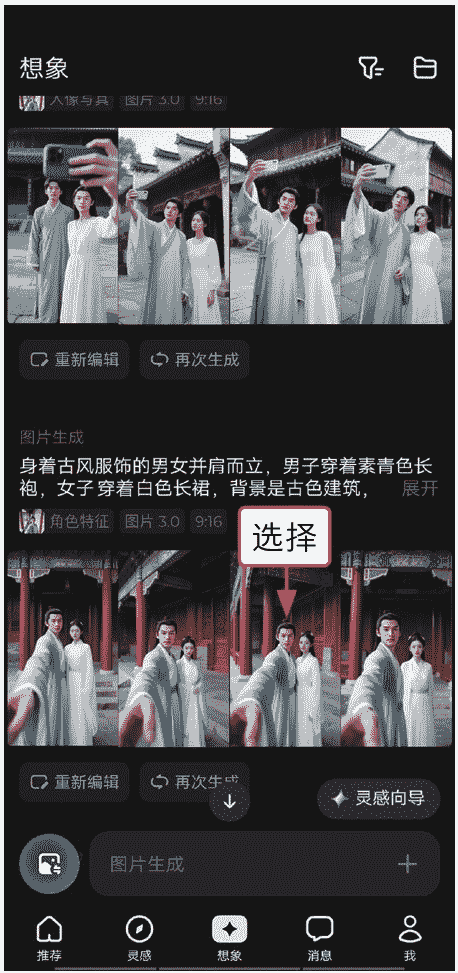 想象
人像写真 图片 3.0 9:16
重新编辑 再次生成
图片生成
身着古风服饰的男女并肩而立，男子穿着素青色长
袍，女子穿着白色长裙，背景是古色建筑， 展开
角色特征 图片 3.0 9:16
选择
重新编辑 再次生成
灵感向导
图片生成
推荐 灵感 想象 消息 我